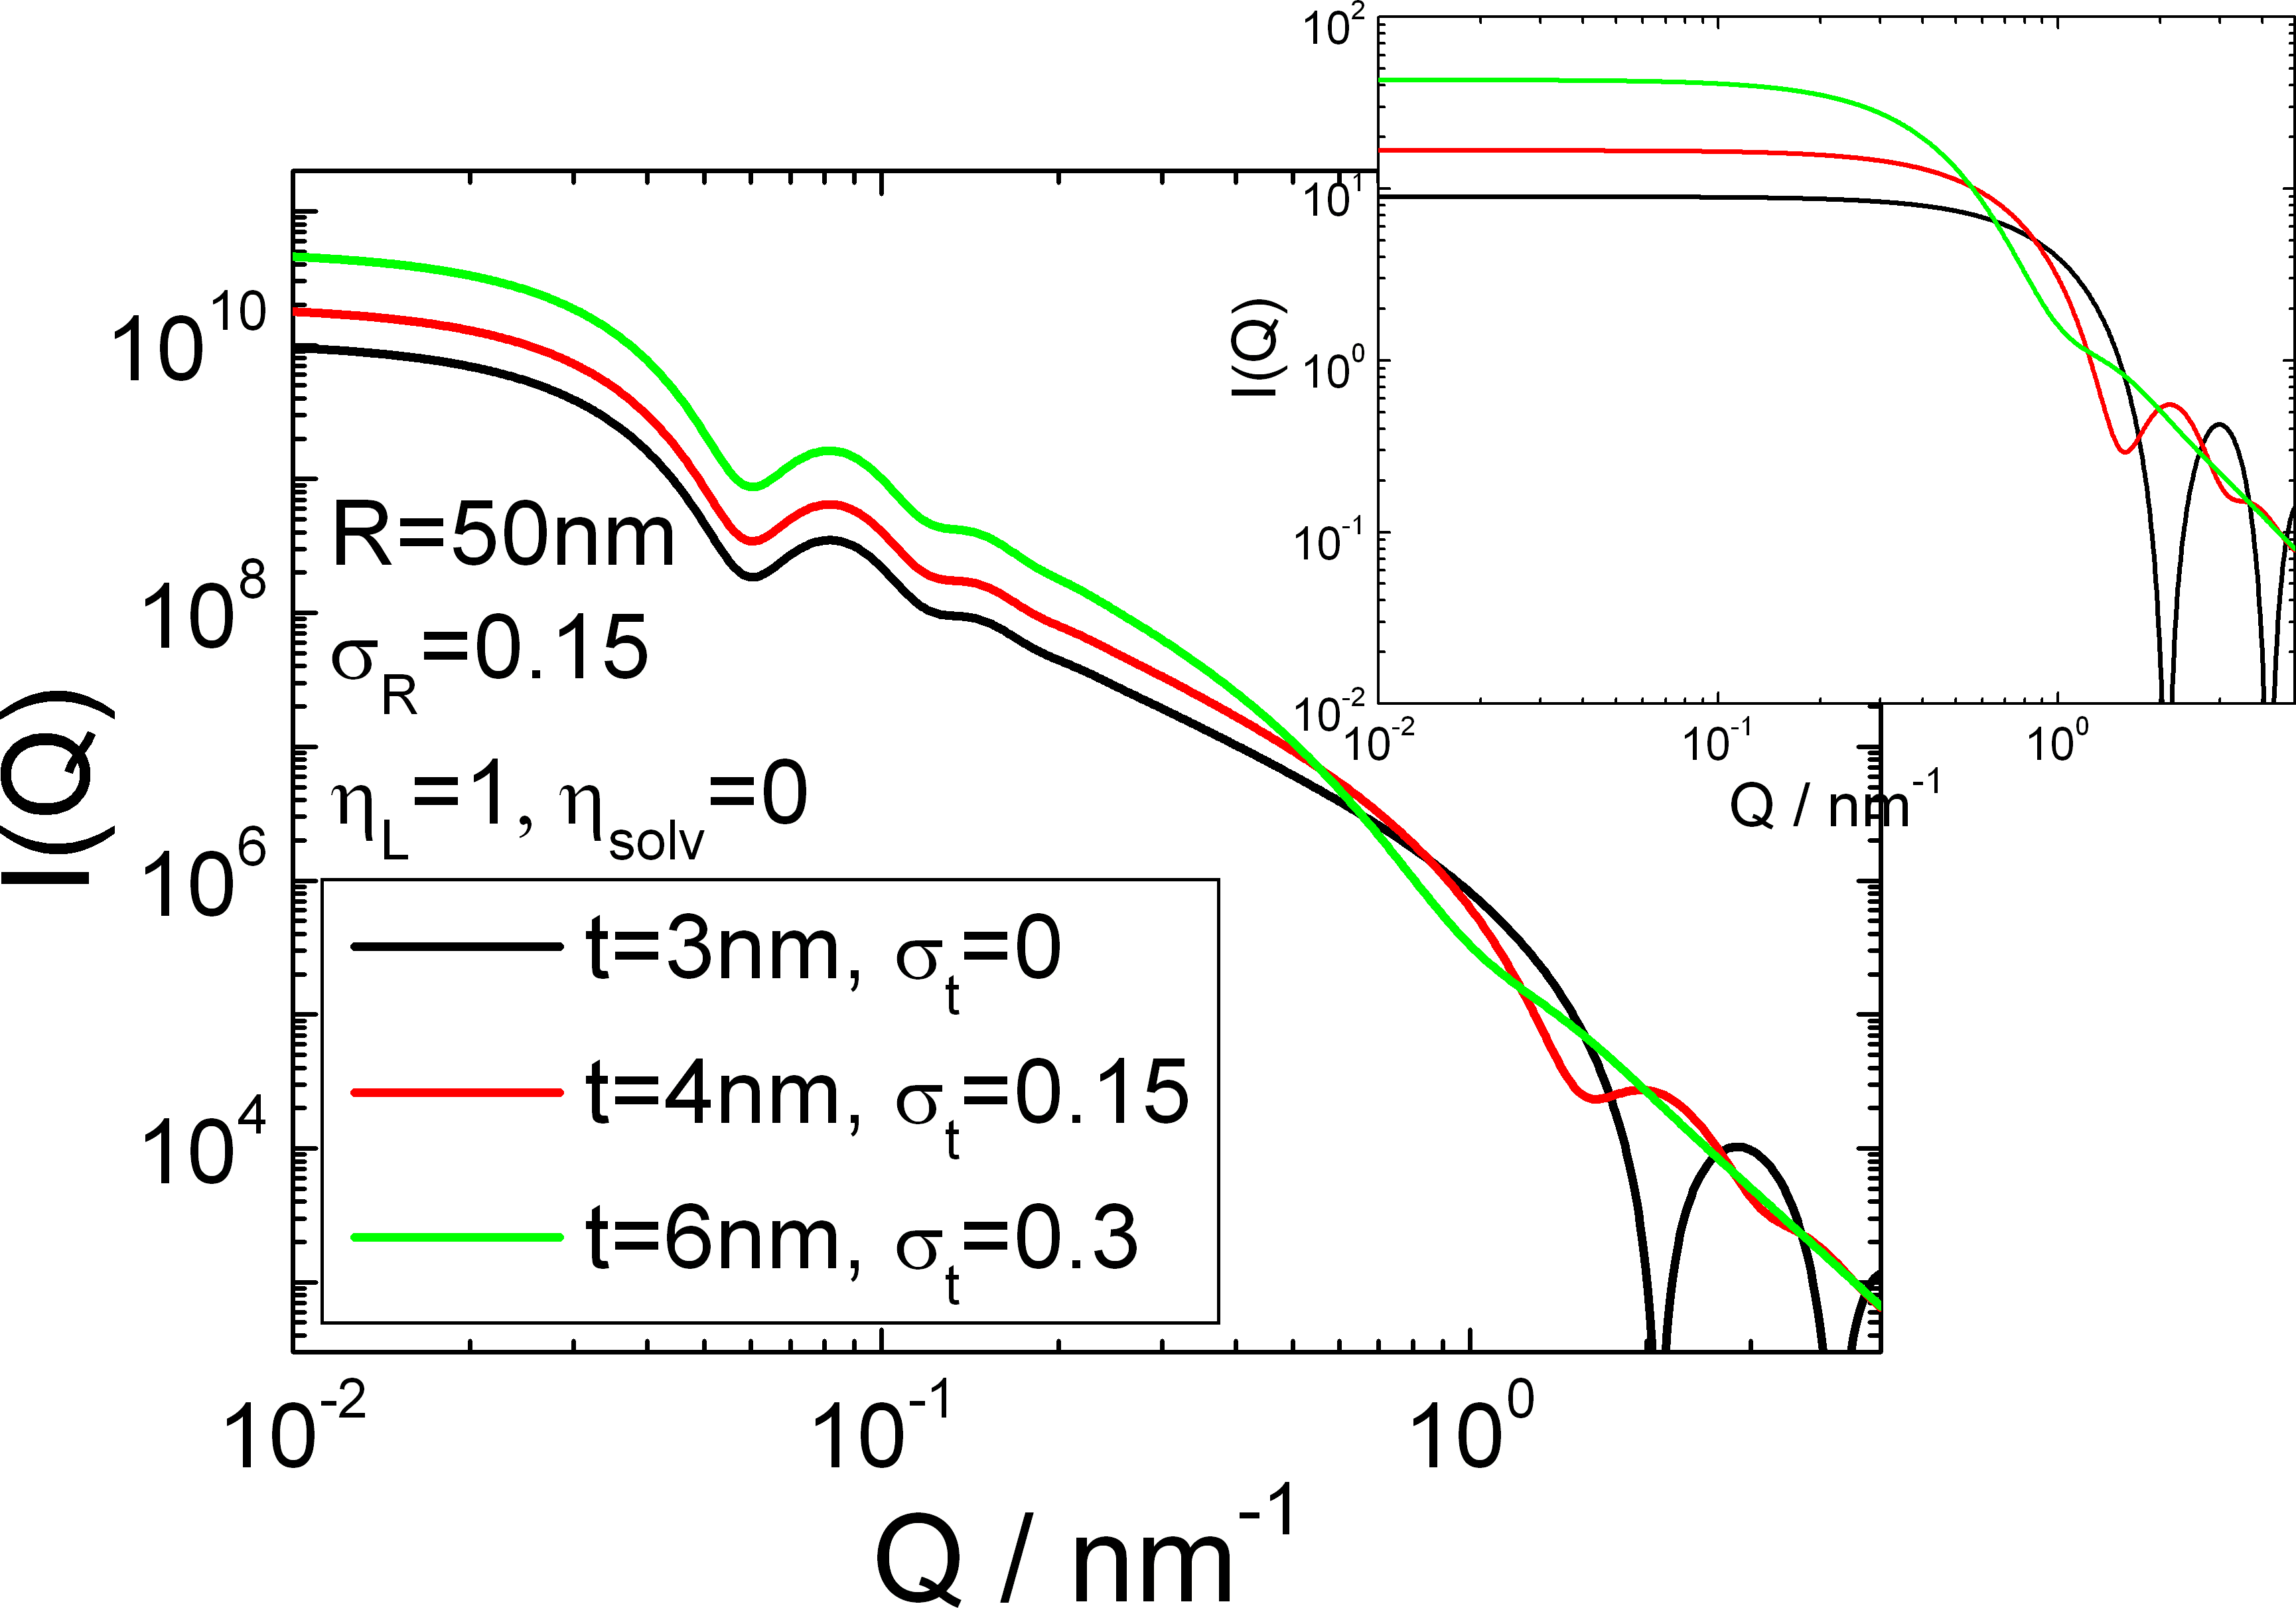 I(Q)
10^10
10^8
10^6
10^4
10^-2
10^-1
10^0
Q / nm^-1
R=50nm
σ_R=0.15
η_L=1, η_solv=0
t=3nm, σ_t=0
t=4nm, σ_t=0.15
t=6nm, σ_t=0.3
I(Q)
10^2
10^1
10^0
10^-1
10^-2
10^-2
10^-1
10^0
Q / nm^-1